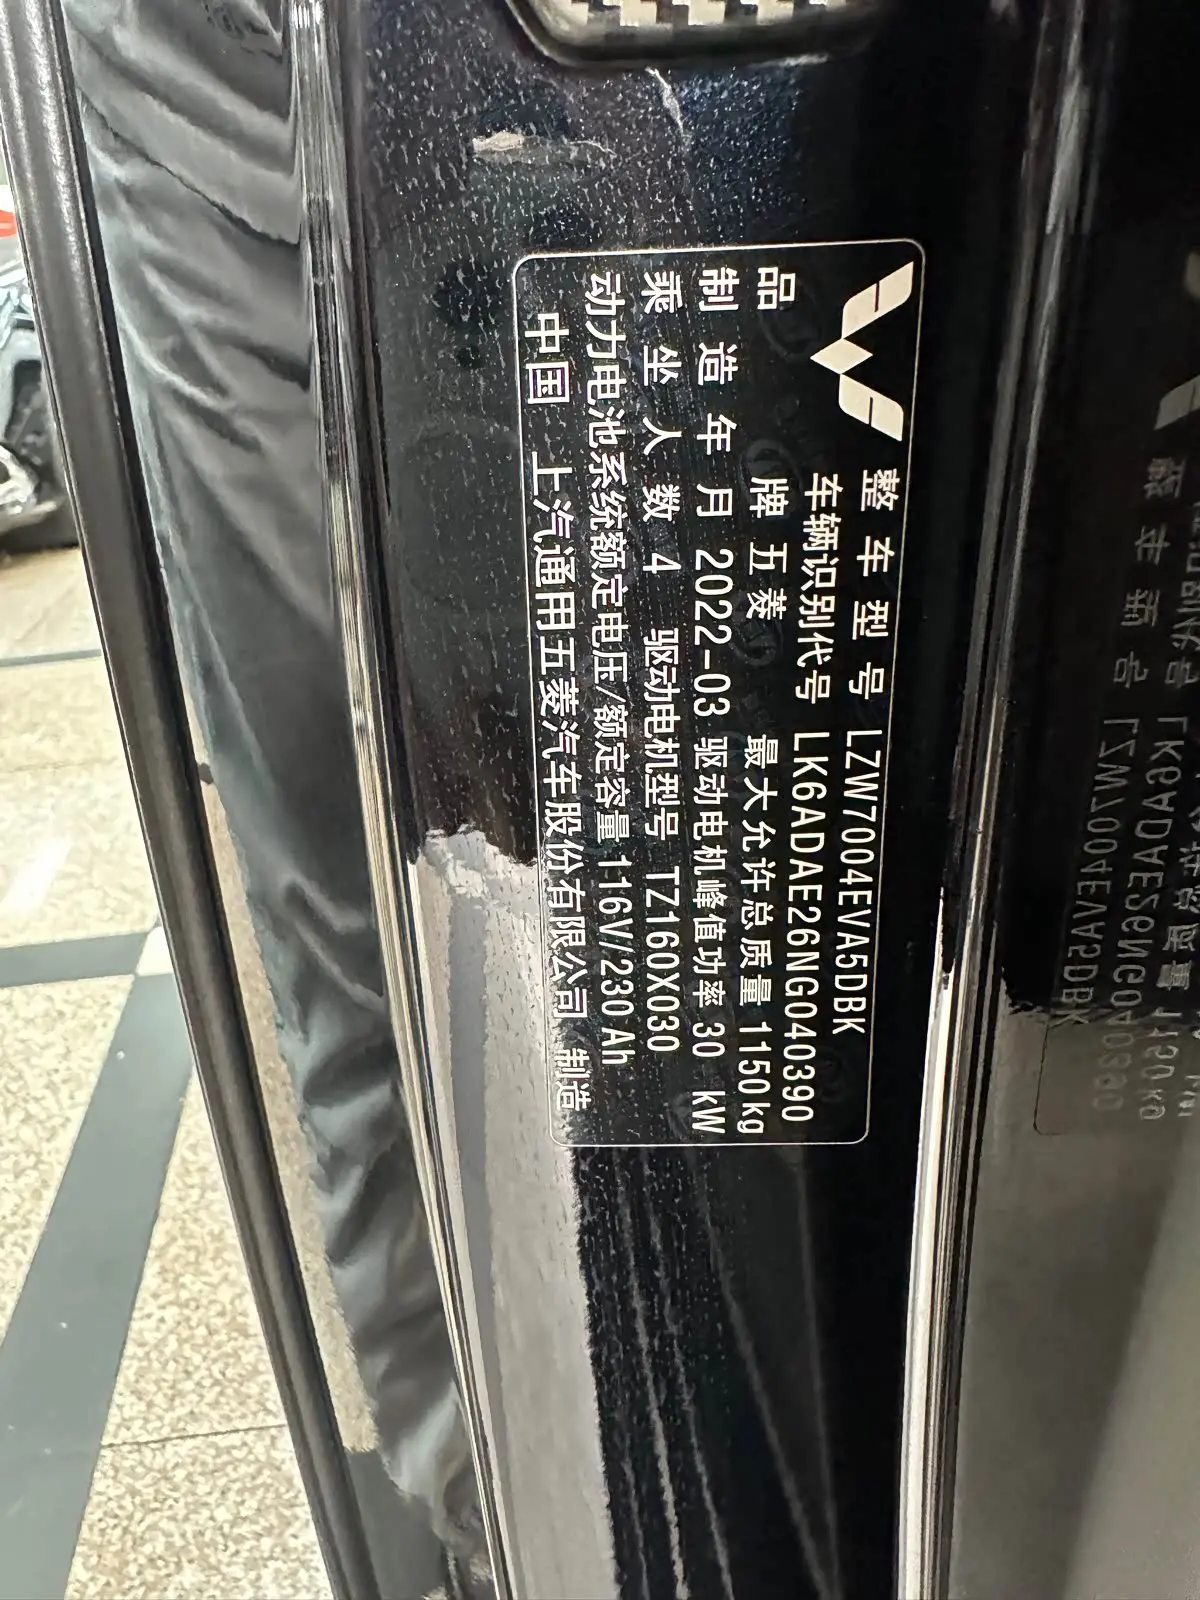 整车型号 LZW7004EVA5DBK
车辆识别代号 LK6ADAE26NG040390
品牌 五菱 最大允许总质量 1150kg
制造年月 2022-03 驱动电机峰值功率 30 kW
乘坐人数 4 驱动电机型号 TZ160X030
动力电池系统额定电压/额定容量 116V/230 Ah
中国 上汽通用五菱汽车股份有限公司 制造